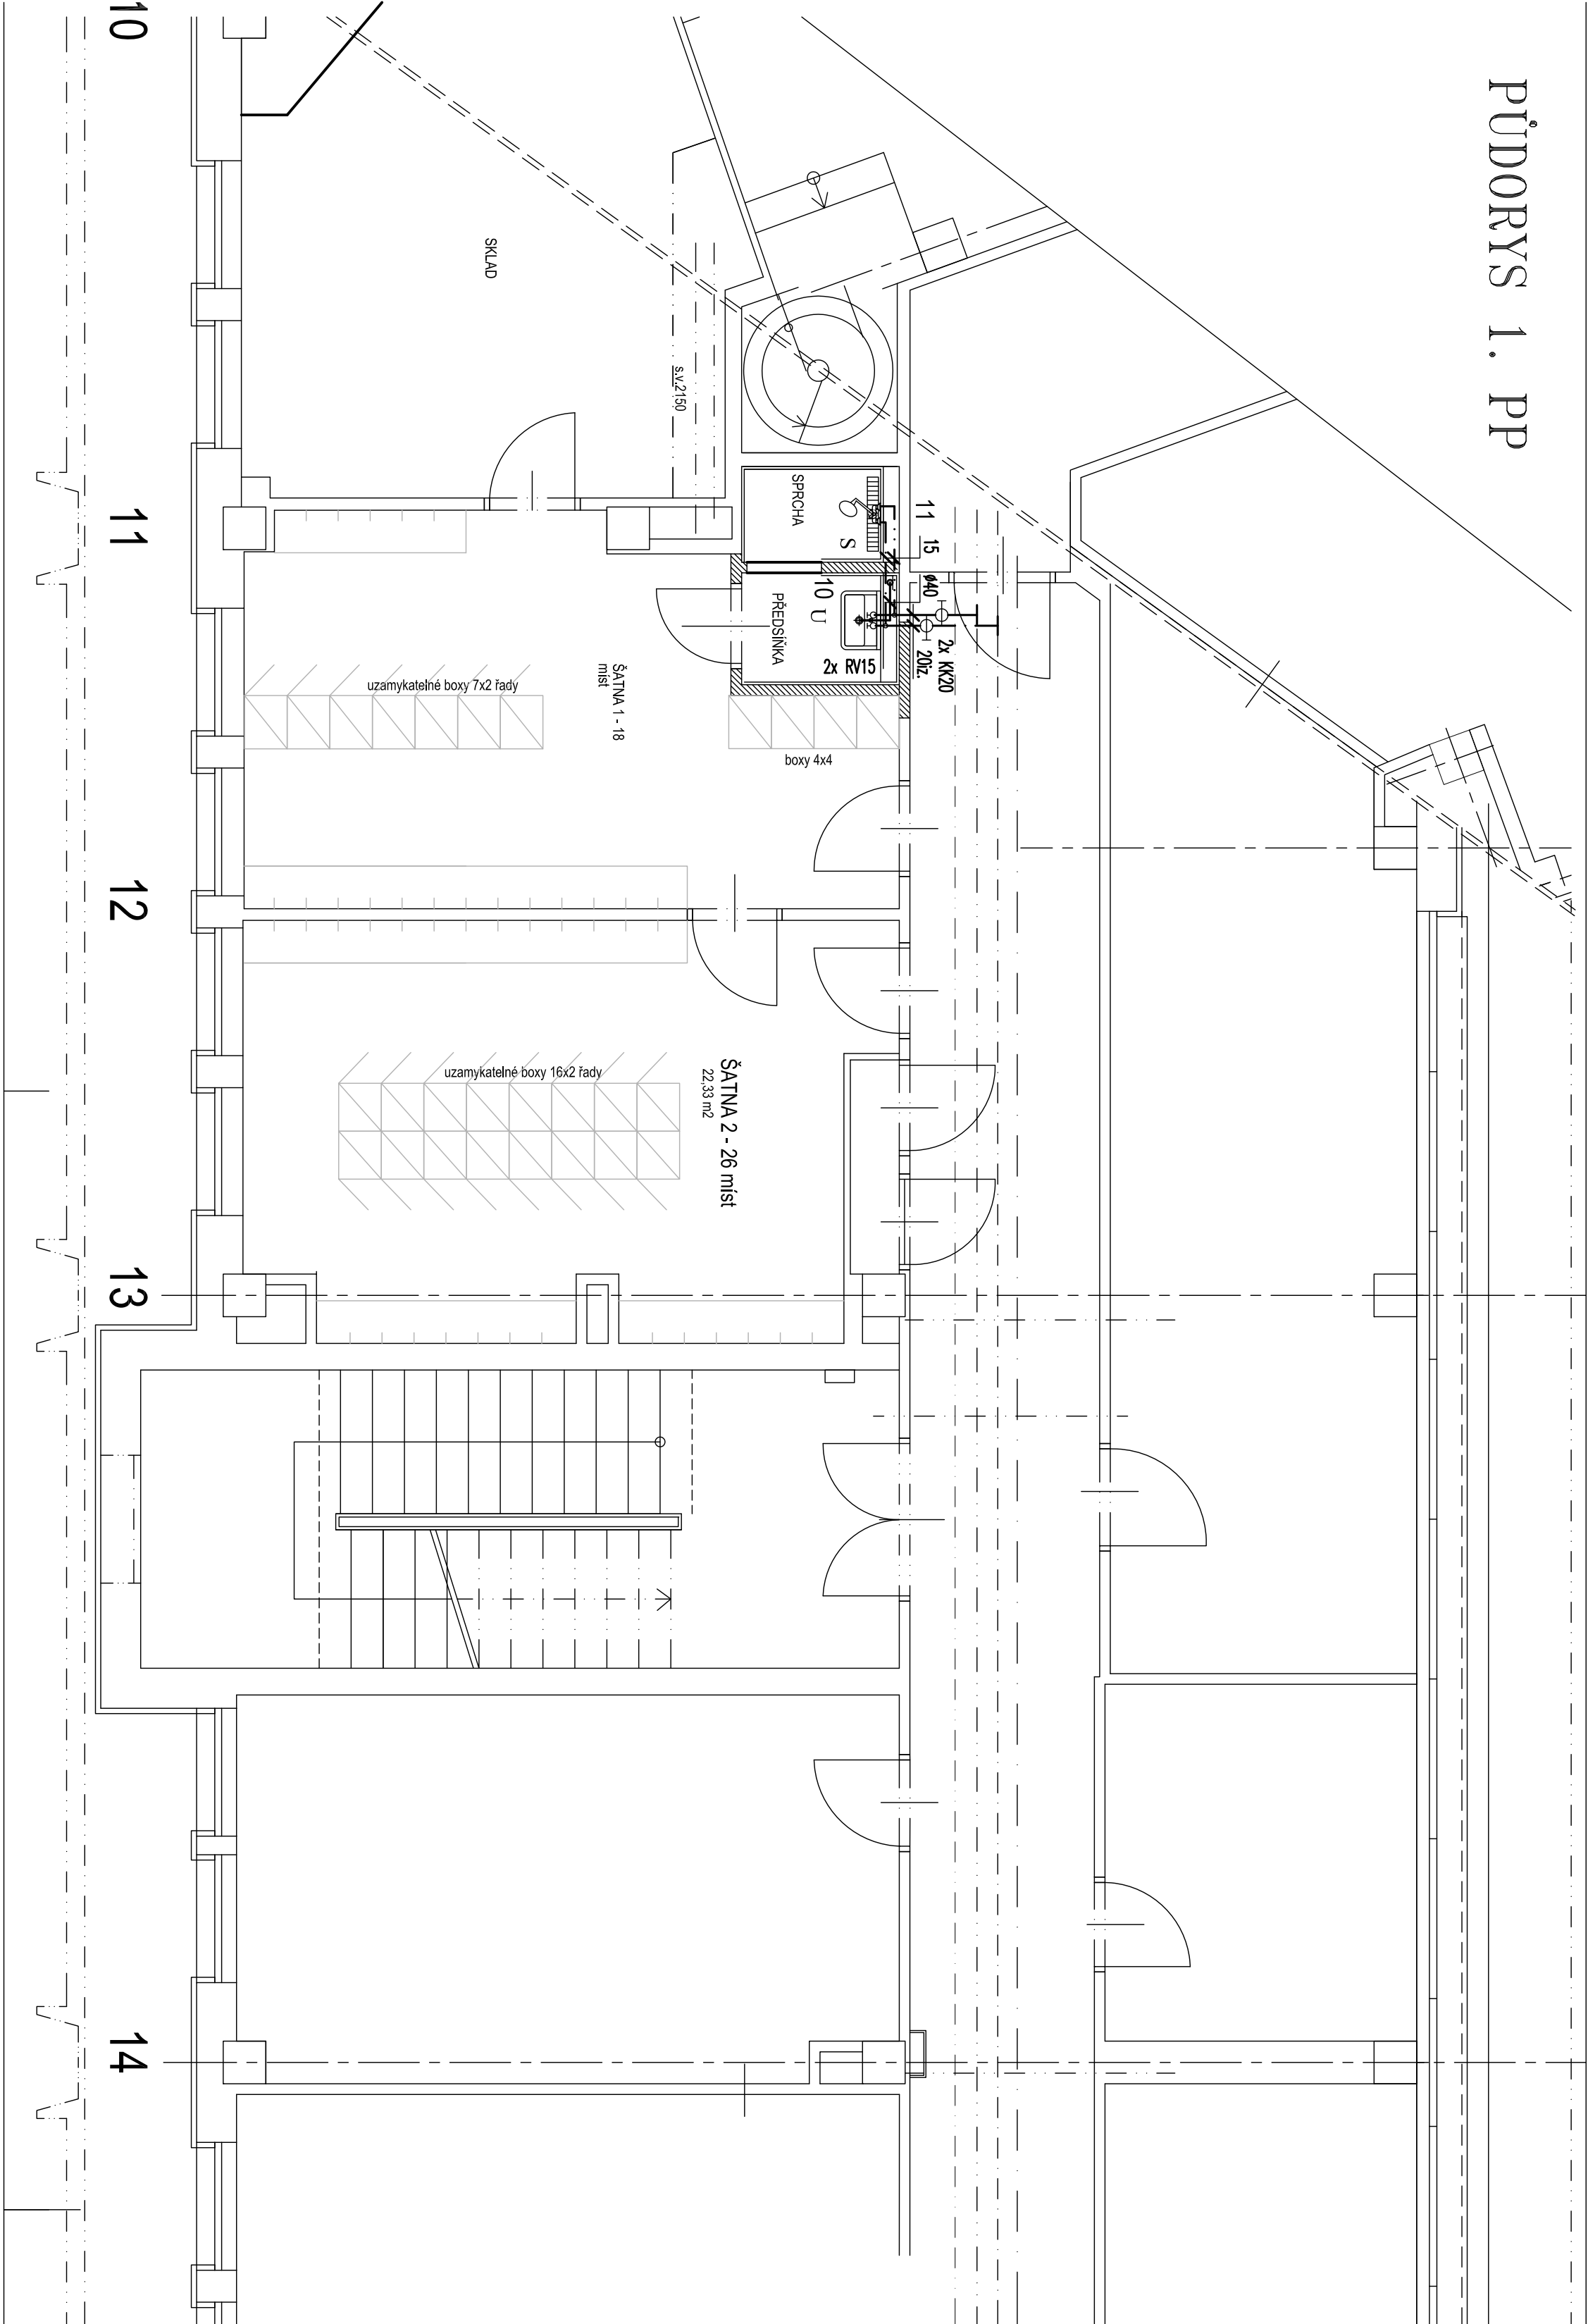 PŮDORYS 1. PP
10
11
12
13
14
SKLAD
s.v.2150
SPRCHA
S
11
15
ø40
10
U
PŘEDSÍŇKA
2x RV15
2x KK20
20iz.
ŠATNA 1 - 18
míst
uzamykatelné boxy 7x2 řady
boxy 4x4
ŠATNA 2 - 26 míst
22,33 m2
uzamykatelné boxy 16x2 řady